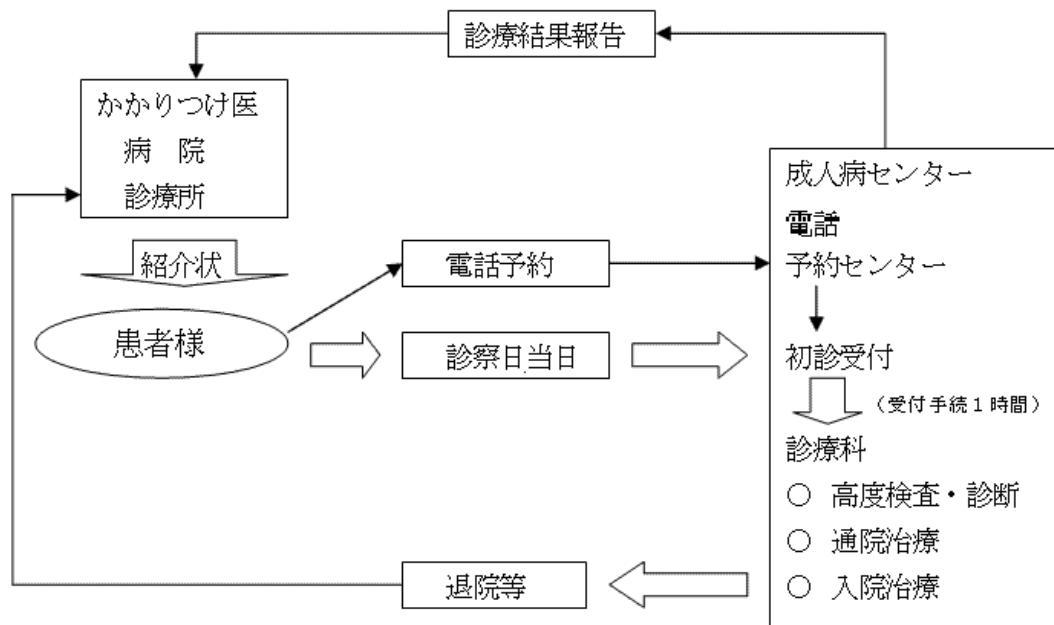 診療結果報告
かかりつけ医
病　院
診療所
紹介状
患者様
電話予約
診察日当日
退院等
成人病センター
電話
予約センター
初診受付
（受付手続１時間）
診療科
○ 高度検査・診断
○ 通院治療
○ 入院治療